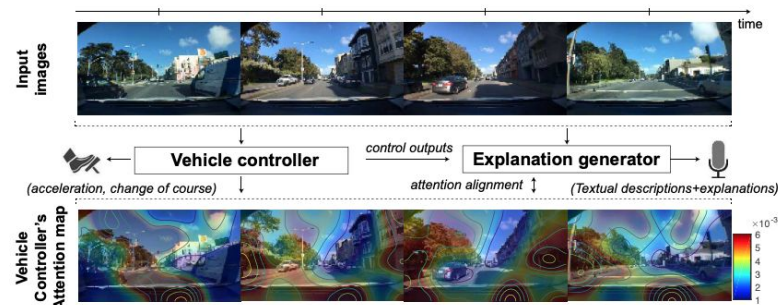 time
Input
images
Vehicle controller
control outputs
Explanation generator
(acceleration, change of course)
attention alignment
(Textual descriptions+explanations)
Vehicle
Controller's
Attention map
×10⁻³
6
5
4
3
2
1